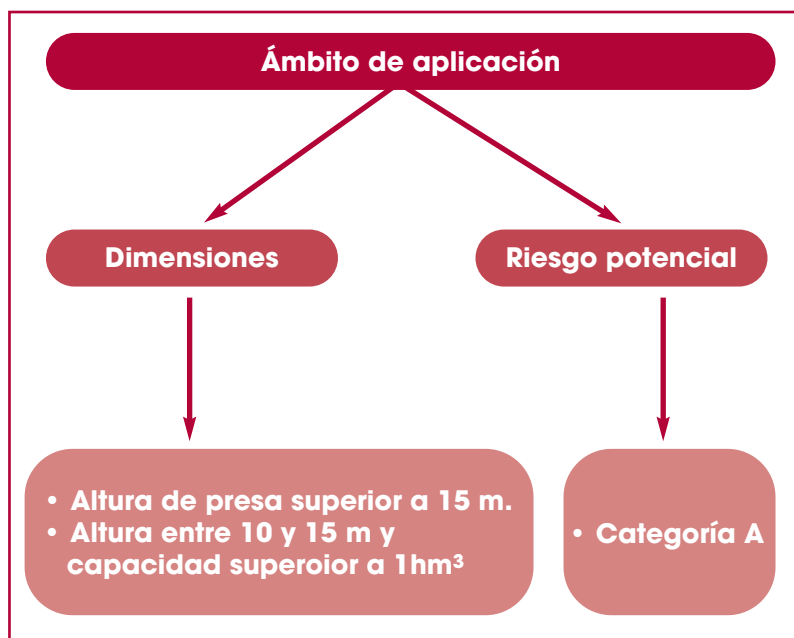 Ámbito de aplicación
Dimensiones
Riesgo potencial
• Altura de presa superior a 15 m.
• Altura entre 10 y 15 m y
capacidad superoior a 1hm³
• Categoría A